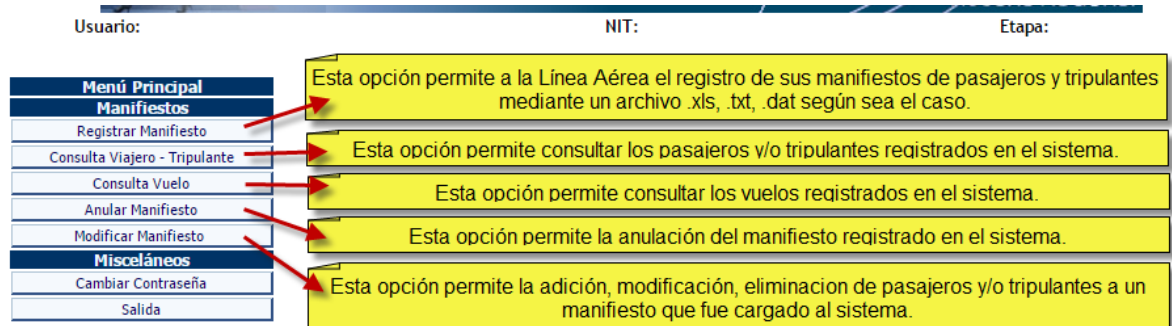 Usuario: NIT: Etapa:
Menú Principal
Manifiestos
Registrar Manifiesto
Consulta Viajero - Tripulante
Consulta Vuelo
Anular Manifiesto
Modificar Manifiesto
Misceláneos
Cambiar Contraseña
Salida
Esta opción permite a la Línea Aérea el registro de sus manifiestos de pasajeros y tripulantes
mediante un archivo .xls, .txt, .dat según sea el caso.
Esta opción permite consultar los pasajeros y/o tripulantes registrados en el sistema.
Esta opción permite consultar los vuelos registrados en el sistema.
Esta opción permite la anulación del manifiesto registrado en el sistema.
Esta opción permite la adición, modificación, eliminacion de pasajeros y/o tripulantes a un
manifiesto que fue cargado al sistema.